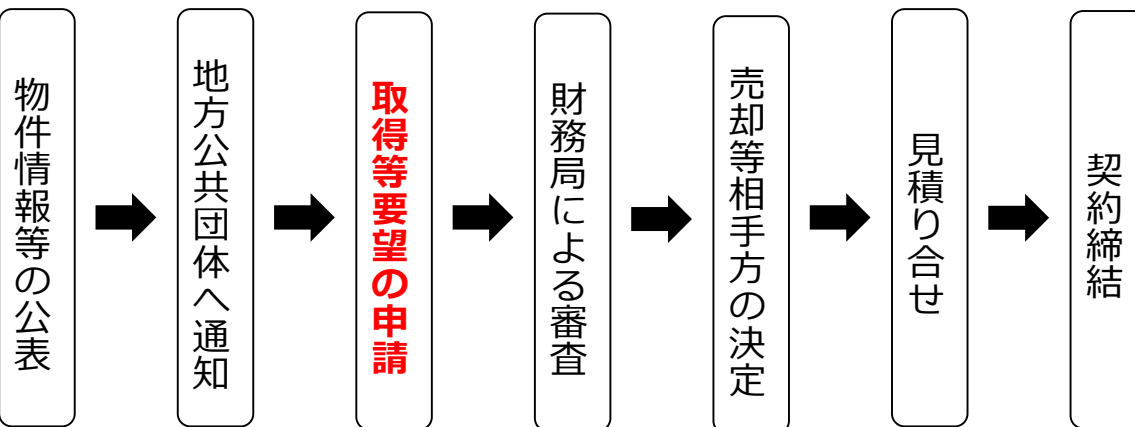 物件情報等の公表
地方公共団体へ通知
取得等要望の申請
財務局による審査
売却等相手方の決定
見積り合せ
契約締結